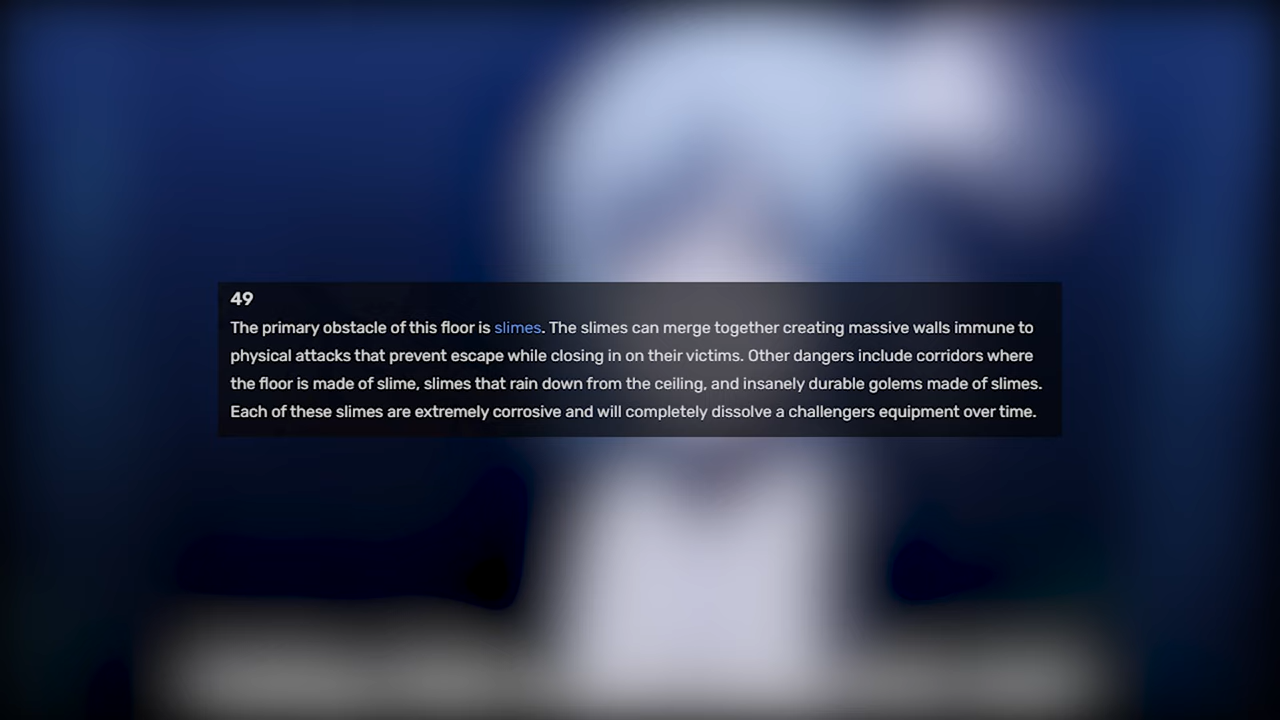 49
The primary obstacle of this floor is slimes. The slimes can merge together creating massive walls immune to
physical attacks that prevent escape while closing in on their victims. Other dangers include corridors where
the floor is made of slime, slimes that rain down from the ceiling, and insanely durable golems made of slimes.
Each of these slimes are extremely corrosive and will completely dissolve a challengers equipment over time.